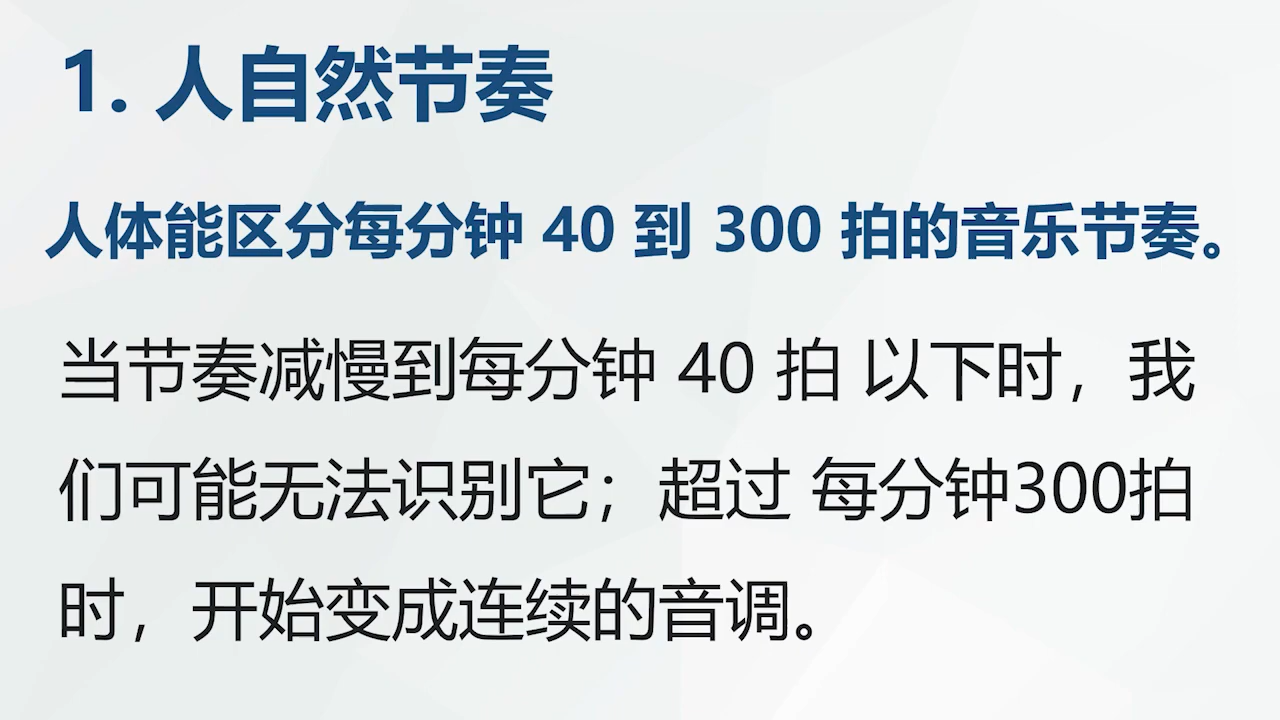 1. 人自然节奏
人体能区分每分钟 40 到 300 拍的音乐节奏。
当节奏减慢到每分钟 40 拍 以下时，我
们可能无法识别它；超过 每分钟300拍
时，开始变成连续的音调。